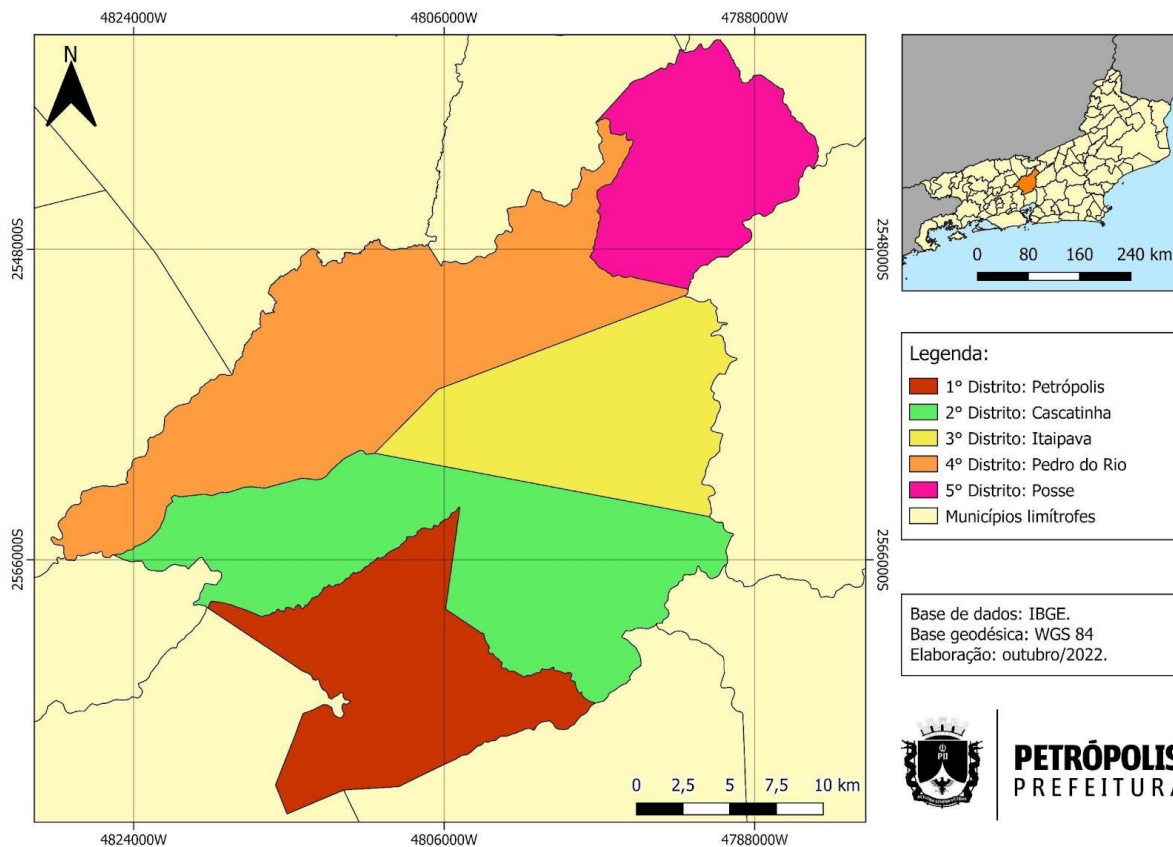 4824000W
4806000W
4788000W
N
2548000S
2548000S
2566000S
2566000S
0 2,5 5 7,5 10 km
4824000W
4806000W
4788000W
0 80 160 240 km
Legenda:
1° Distrito: Petrópolis
2° Distrito: Cascatinha
3° Distrito: Itaipava
4° Distrito: Pedro do Rio
5° Distrito: Posse
Municípios limítrofes
Base de dados: IBGE.
Base geodésica: WGS 84
Elaboração: outubro/2022.
PETRÓPOLIS
PREFEITURA